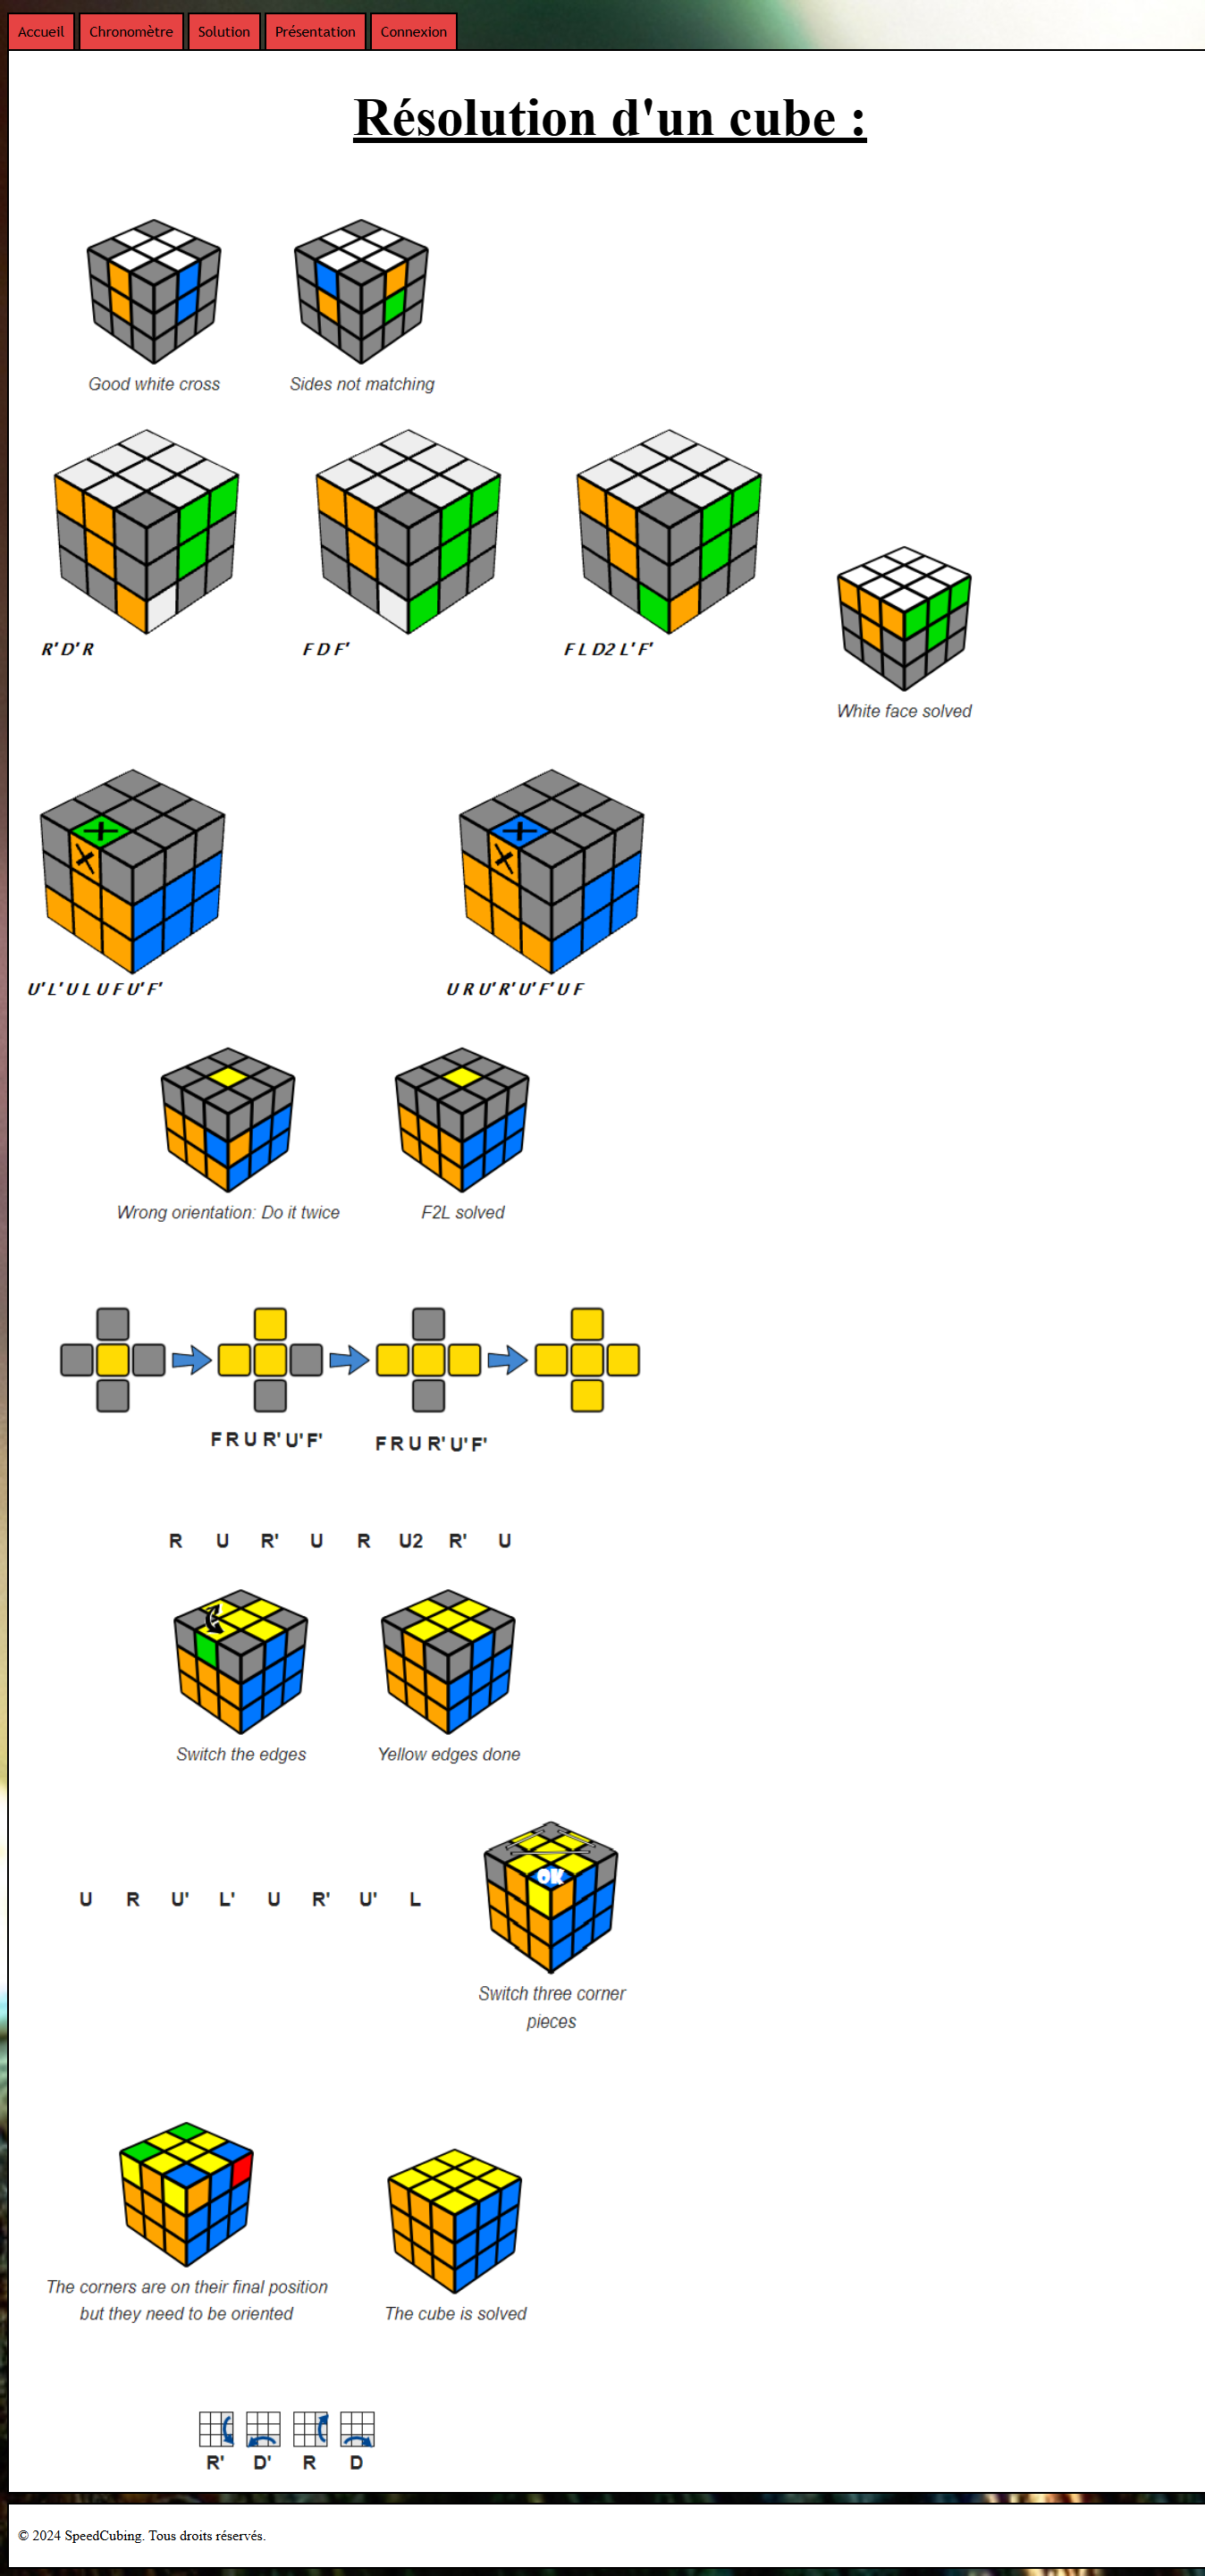 Accueil Chronomètre Solution Présentation Connexion
Résolution d'un cube :
Good white cross Sides not matching
R' D' R F D F' F L D2 L' F'
White face solved
U' L' U L U F U' F' U R U' R' U' F' U F
Wrong orientation: Do it twice F2L solved
F R U R' U' F' F R U R' U' F'
R U R' U R U2 R' U
Switch the edges Yellow edges done
OK
U R U' L' U R' U' L
Switch three corner
pieces
The corners are on their final position
but they need to be oriented
The cube is solved
R' D' R D
© 2024 SpeedCubing. Tous droits réservés.